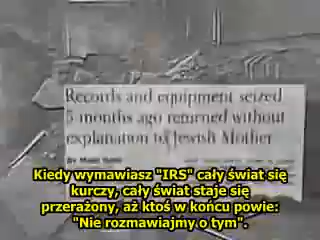 Records and equipment seized
5 months ago returned without
explanation to Jewish Mother
Kiedy wymawiasz "IRS" cały świat się
kurczy, cały świat staje się
przerażony, aż ktoś w końcu powie:
"Nie rozmawiajmy o tym".